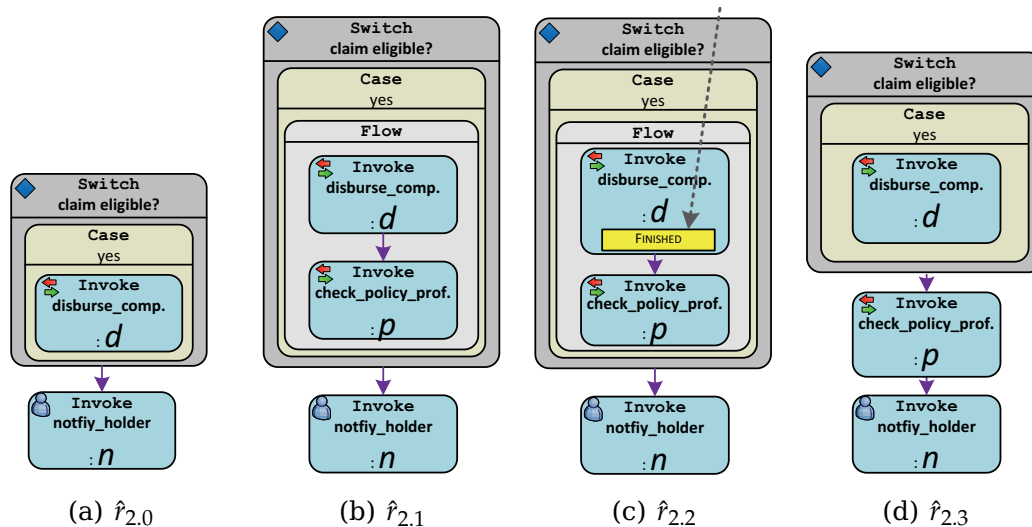 Switch
claim eligible?
Case
yes
Invoke
disburse_comp.
: d
Invoke
notfiy_holder
: n
(a) r̂2.0
Switch
claim eligible?
Case
yes
Flow
Invoke
disburse_comp.
: d
Invoke
check_policy_prof.
: p
Invoke
notfiy_holder
: n
(b) r̂2.1
Switch
claim eligible?
Case
yes
Flow
Invoke
disburse_comp.
: d
FINISHED
Invoke
check_policy_prof.
: p
Invoke
notfiy_holder
: n
(c) r̂2.2
Switch
claim eligible?
Case
yes
Invoke
disburse_comp.
: d
Invoke
check_policy_prof.
: p
Invoke
notfiy_holder
: n
(d) r̂2.3